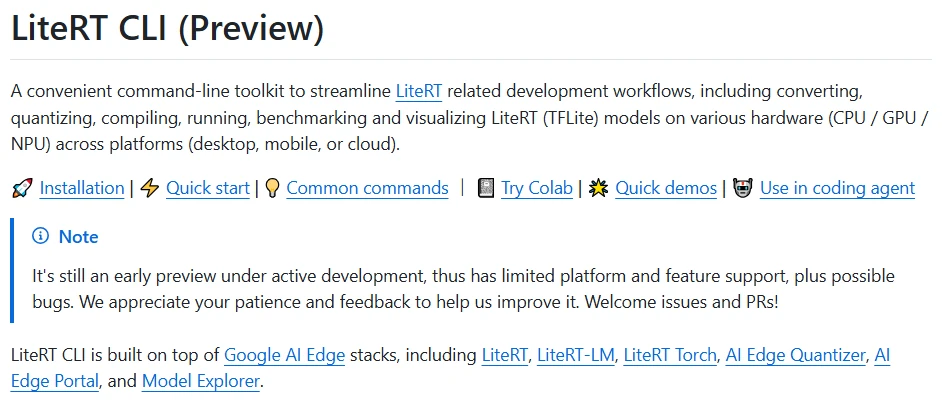 LiteRT CLI (Preview)
A convenient command-line toolkit to streamline LiteRT related development workflows, including converting,
quantizing, compiling, running, benchmarking and visualizing LiteRT (TFLite) models on various hardware (CPU / GPU /
NPU) across platforms (desktop, mobile, or cloud).
🚀 Installation | ⚡ Quick start | 💡 Common commands | 📓 Try Colab | 🌟 Quick demos | 🤖 Use in coding agent
Note
It's still an early preview under active development, thus has limited platform and feature support, plus possible
bugs. We appreciate your patience and feedback to help us improve it. Welcome issues and PRs!
LiteRT CLI is built on top of Google AI Edge stacks, including LiteRT, LiteRT-LM, LiteRT Torch, AI Edge Quantizer, AI
Edge Portal, and Model Explorer.